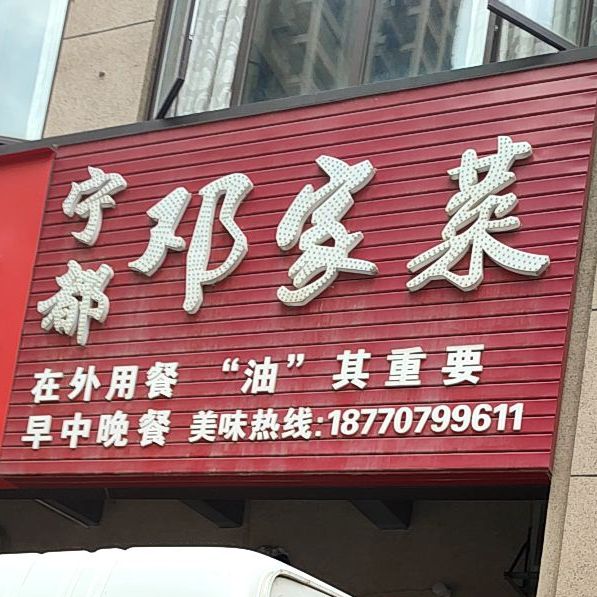 宁都
邓家菜
在外用餐 “油”其重要
早中晚餐 美味热线:18770799611